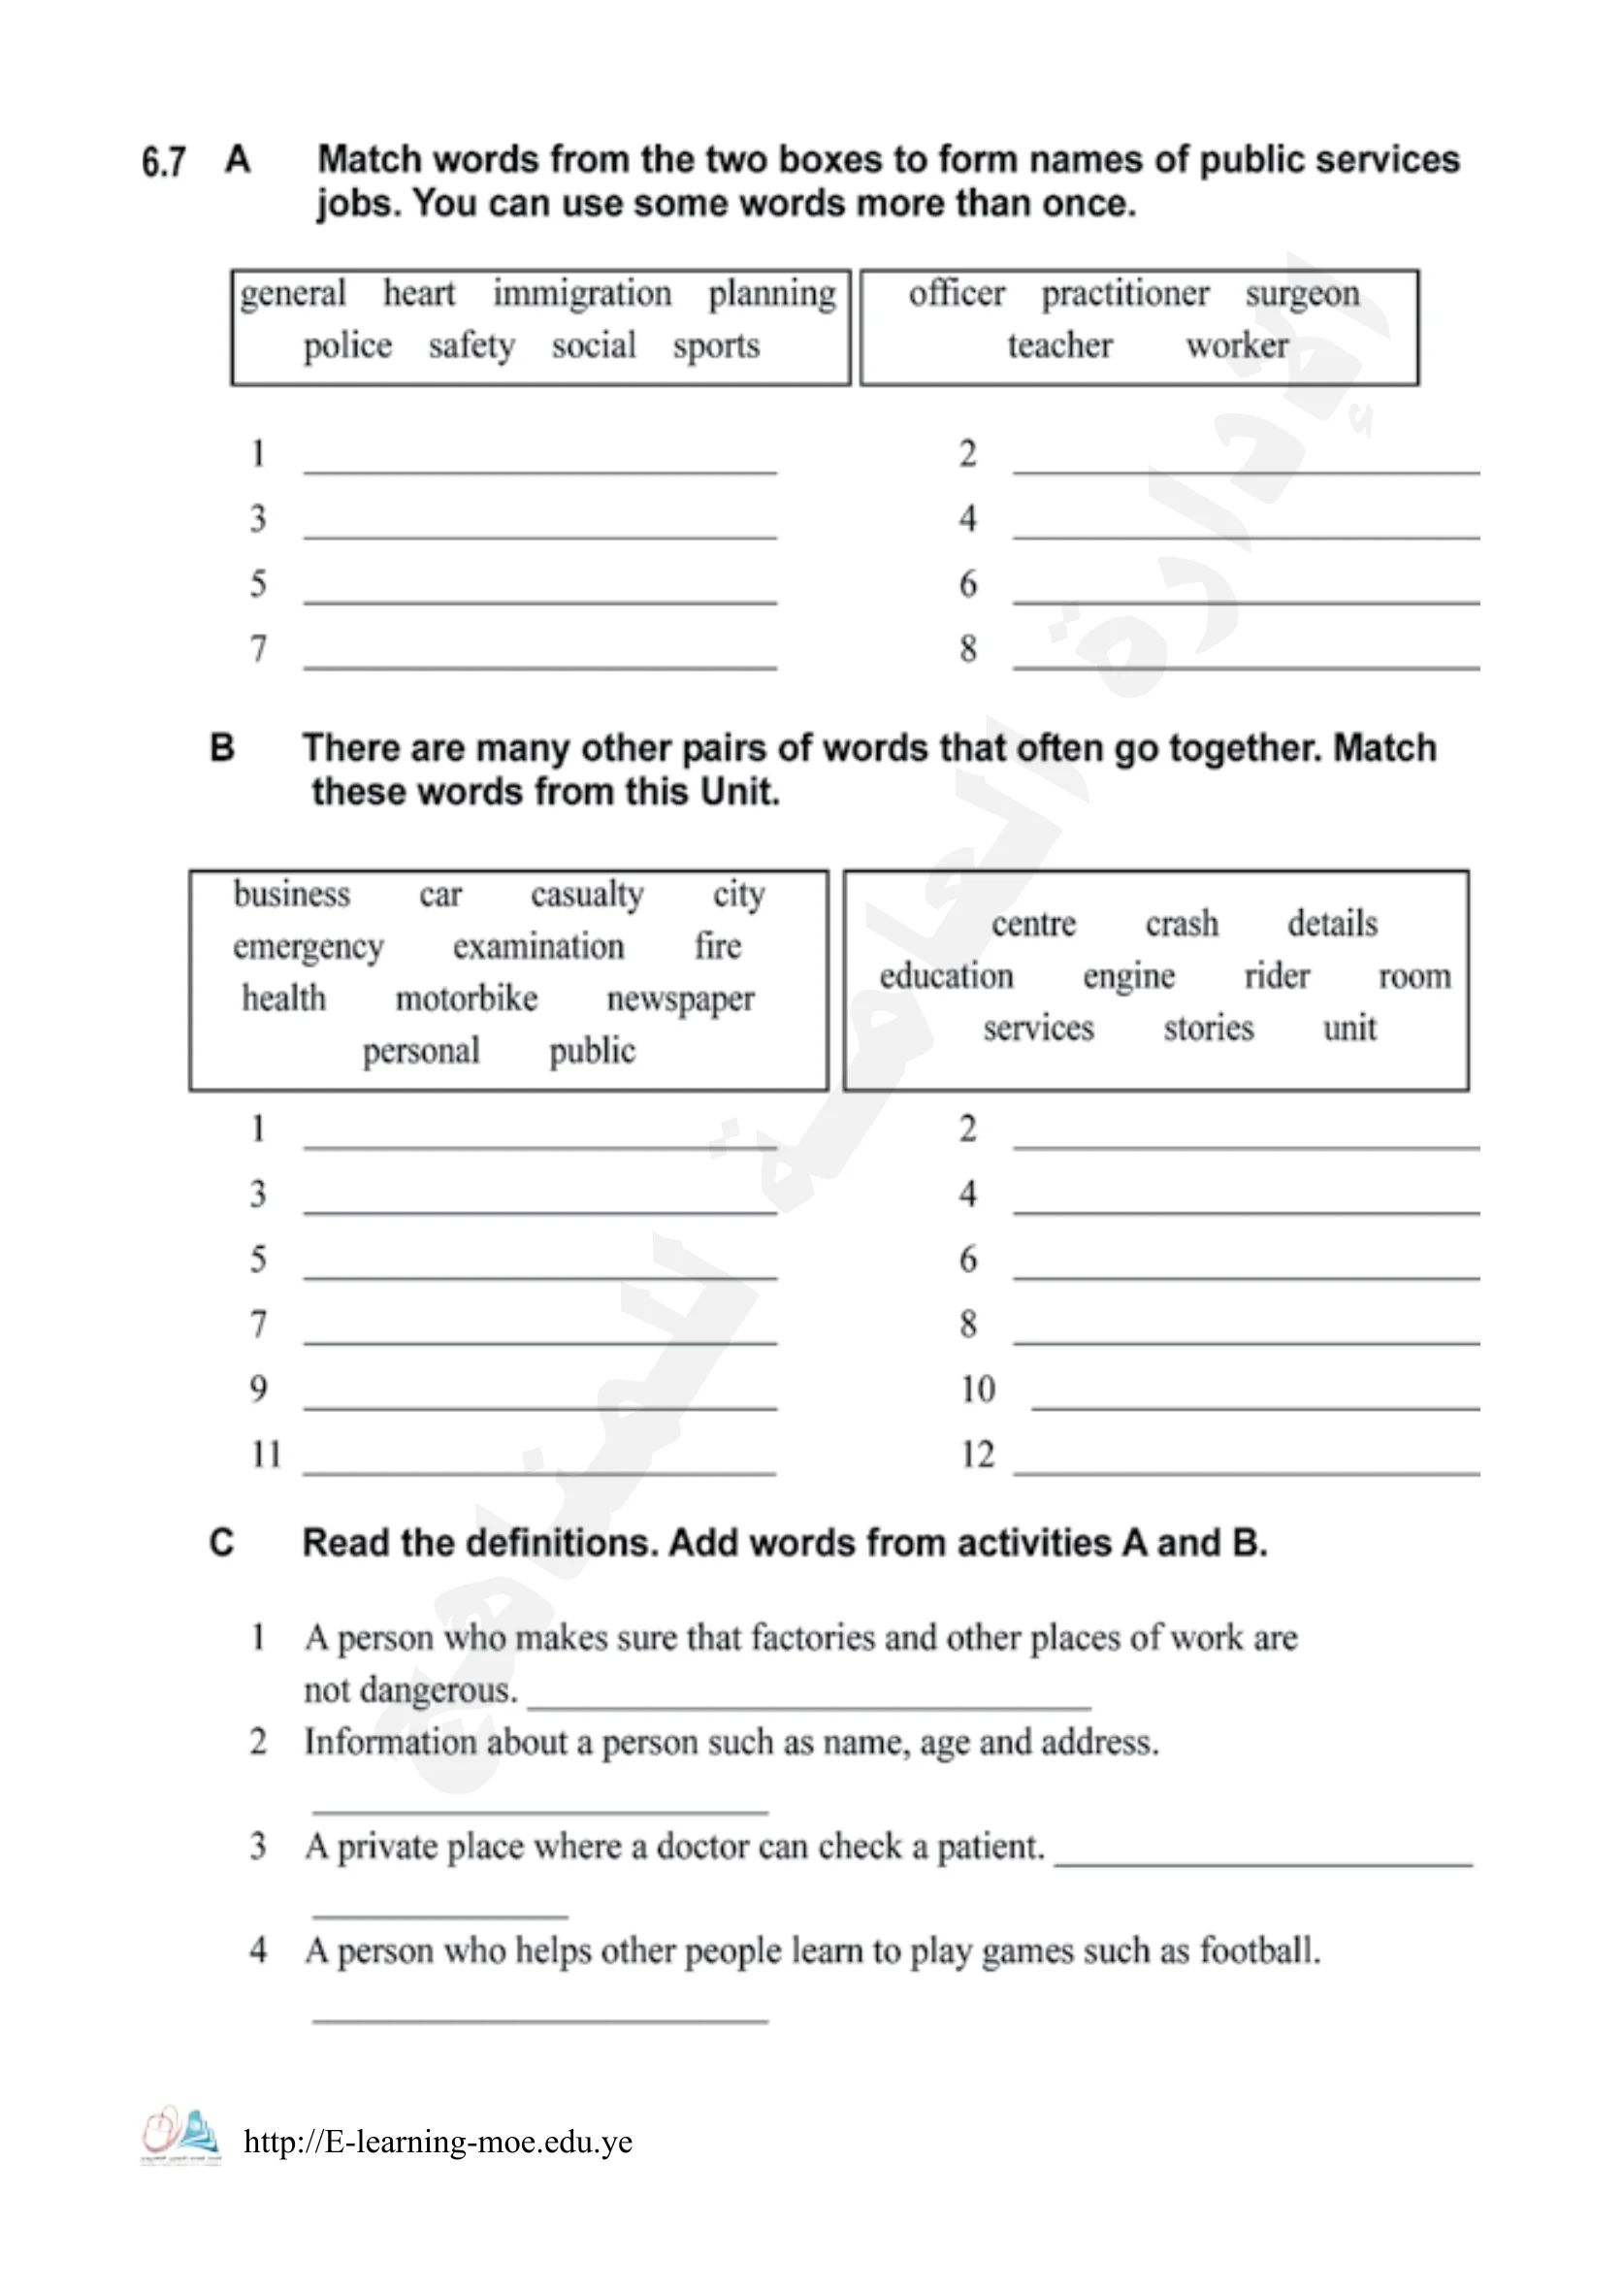 6.7 A Match words from the two boxes to form names of public services
jobs. You can use some words more than once.
general heart immigration planning
police safety social sports
officer practitioner surgeon
teacher worker
1 2
3 4
5 6
7 8
B There are many other pairs of words that often go together. Match
these words from this Unit.
business car casualty city
emergency examination fire
health motorbike newspaper
personal public
centre crash details
education engine rider room
services stories unit
1 2
3 4
5 6
7 8
9 10
11 12
C Read the definitions. Add words from activities A and B.
1 A person who makes sure that factories and other places of work are
not dangerous.
2 Information about a person such as name, age and address.
3 A private place where a doctor can check a patient.
4 A person who helps other people learn to play games such as football.
الإدارة العامة للمناهج
http://E-learning-moe.edu.ye